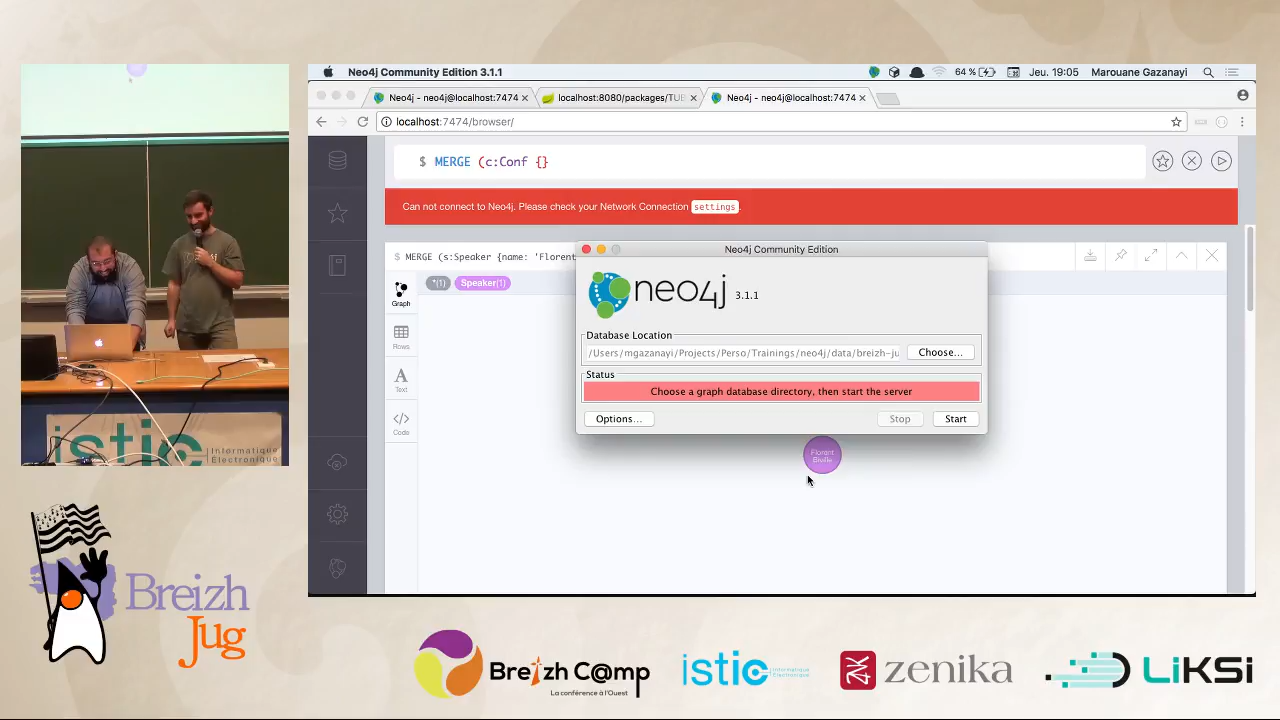 Neo4j Community Edition 3.1.1
64 %
Jeu. 19:05
Marouane Gazanayi
Neo4j - neo4j@localhost:7474
localhost:8080/packages/TUE
Neo4j - neo4j@localhost:7474
localhost:7474/browser/
$ MERGE (c:Conf {}
Can not connect to Neo4j. Please check your Network Connection settings.
$ MERGE (s:Speaker {name: 'Florent
*(1)
Speaker(1)
Graph
Rows
Text
Code
Neo4j Community Edition
neo4j 3.1.1
Database Location
/Users/mgazanayi/Projects/Perso/Trainings/neo4j/data/breizh-ju
Choose...
Status
Choose a graph database directory, then start the server
Options...
Stop
Start
Florent
istic
Informatique
Électronique
Breizh
Jug
Breizh C@mp
La conférence à l'Ouest
istic
Informatique
Électronique
zenika
LiKSi